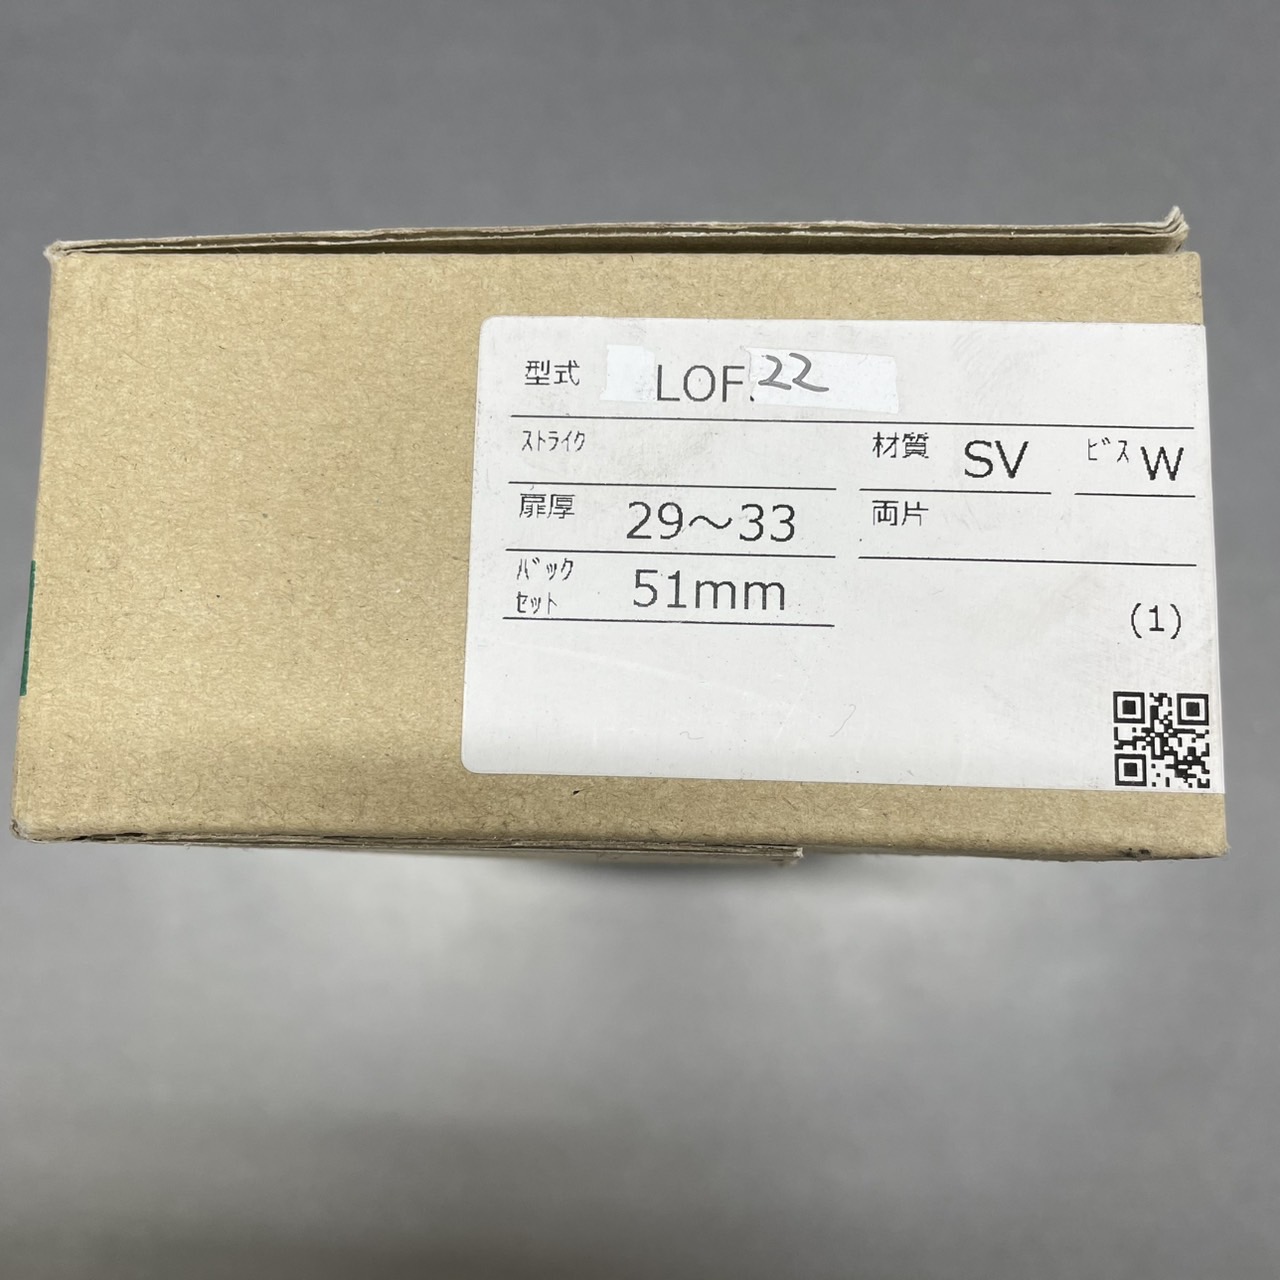 型式 LOF.22
ｽﾄﾗｲｸ 材質 SV ﾋﾞｽ W
扉厚 29～33 両片
ﾊﾞｯｸ
ｾｯﾄ 51mm
(1)